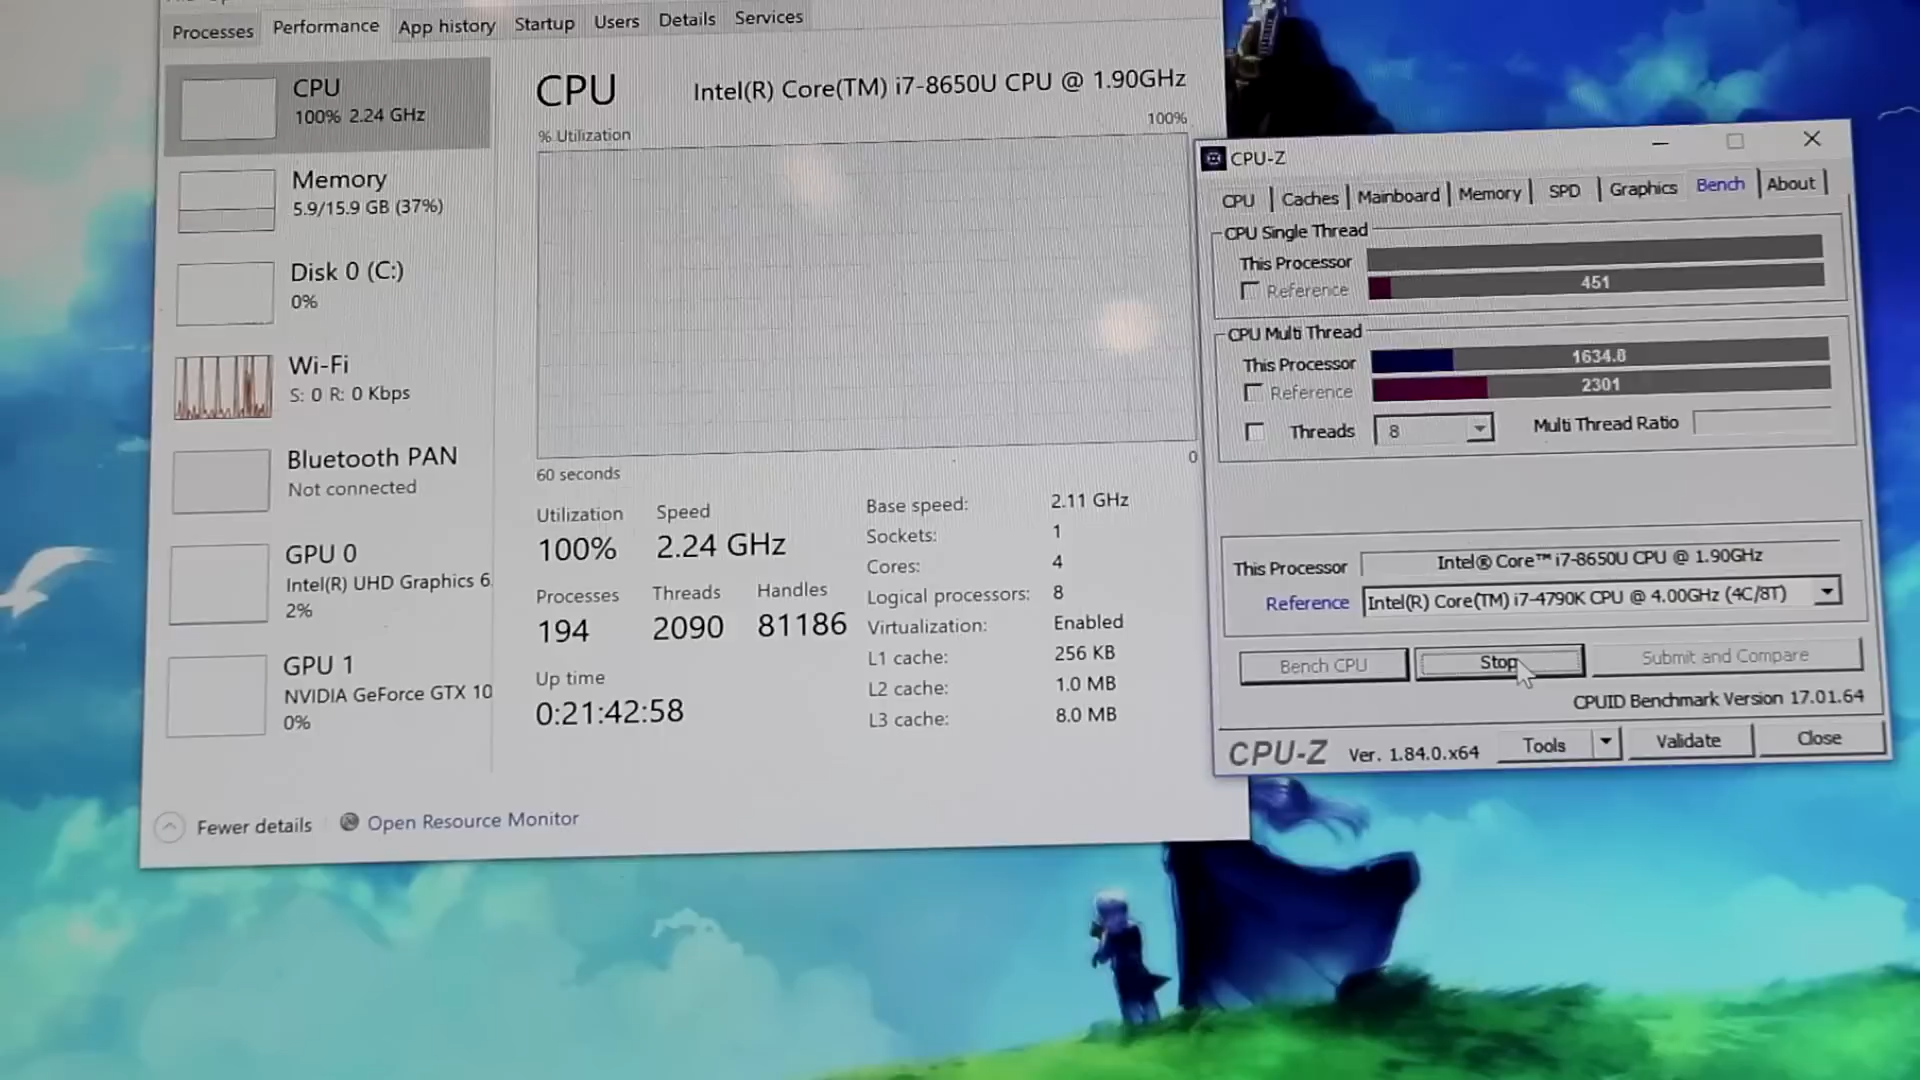 Processes Performance App history Startup Users Details Services
CPU
100% 2.24 GHz
Memory
5.9/15.9 GB (37%)
Disk 0 (C:)
0%
Wi-Fi
S: 0 R: 0 Kbps
Bluetooth PAN
Not connected
GPU 0
Intel(R) UHD Graphics 6
2%
GPU 1
NVIDIA GeForce GTX 10
0%
CPU Intel(R) Core(TM) i7-8650U CPU @ 1.90GHz
% Utilization 100%
60 seconds 0
Utilization Speed
100% 2.24 GHz
Processes Threads Handles
194 2090 81186
Up time
0:21:42:58
Base speed: 2.11 GHz
Sockets: 1
Cores: 4
Logical processors: 8
Virtualization: Enabled
L1 cache: 256 KB
L2 cache: 1.0 MB
L3 cache: 8.0 MB
Fewer details Open Resource Monitor
CPU-Z
CPU Caches Mainboard Memory SPD Graphics Bench About
CPU Single Thread
This Processor
Reference 451
CPU Multi Thread
This Processor 1634.8
Reference 2301
Threads 8 Multi Thread Ratio
This Processor Intel® Core™ i7-8650U CPU @ 1.90GHz
Reference Intel(R) Core(TM) i7-4790K CPU @ 4.00GHz (4C/8T)
Bench CPU Stop Submit and Compare
CPUID Benchmark Version 17.01.64
CPU-Z Ver. 1.84.0.x64 Tools Validate Close